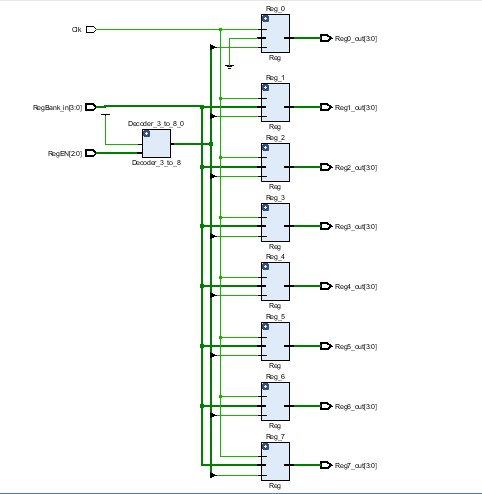 Reg_0
Clk
Reg0_out[3:0]
Reg
Reg_1
RegBank_in[3:0]
Reg1_out[3:0]
Reg
Decoder_3_to_8_0
RegEN[2:0]
Decoder_3_to_8
Reg_2
Reg2_out[3:0]
Reg
Reg_3
Reg3_out[3:0]
Reg
Reg_4
Reg4_out[3:0]
Reg
Reg_5
Reg5_out[3:0]
Reg
Reg_6
Reg6_out[3:0]
Reg
Reg_7
Reg7_out[3:0]
Reg